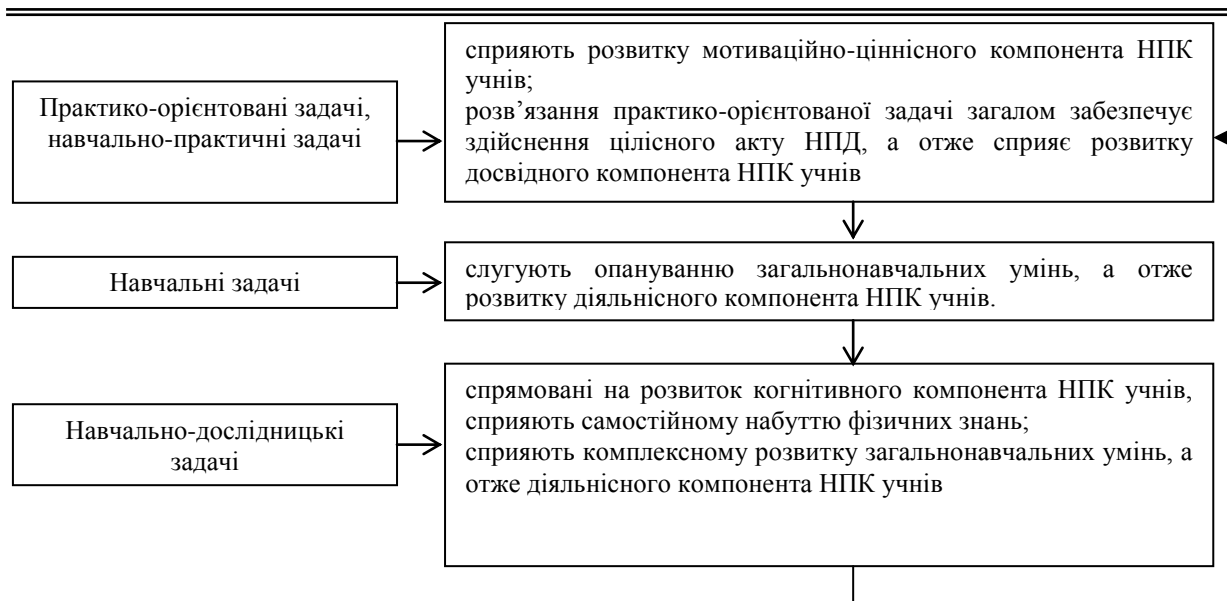 Практико-орієнтовані задачі,
навчально-практичні задачі
сприяють розвитку мотиваційно-ціннісного компонента НПК
учнів;
розв’язання практико-орієнтованої задачі загалом забезпечує
здійснення цілісного акту НПД, а отже сприяє розвитку
досвідного компонента НПК учнів
Навчальні задачі
слугують опануванню загальнонавчальних умінь, а отже
розвитку діяльнісного компонента НПК учнів.
Навчально-дослідницькі
задачі
спрямовані на розвиток когнітивного компонента НПК учнів,
сприяють самостійному набуттю фізичних знань;
сприяють комплексному розвитку загальнонавчальних умінь, а
отже діяльнісного компонента НПК учнів